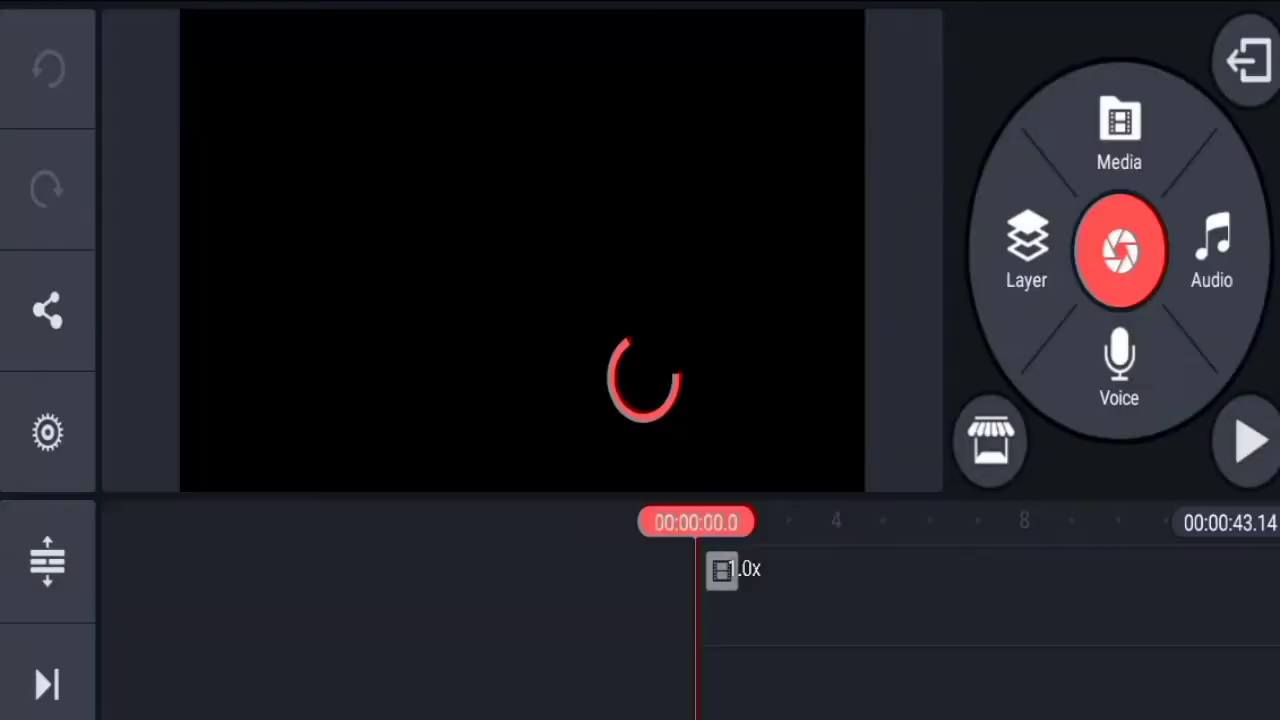 Media
Layer
Audio
Voice
00:00:00.0
4
8
00:00:43.14
1.0x